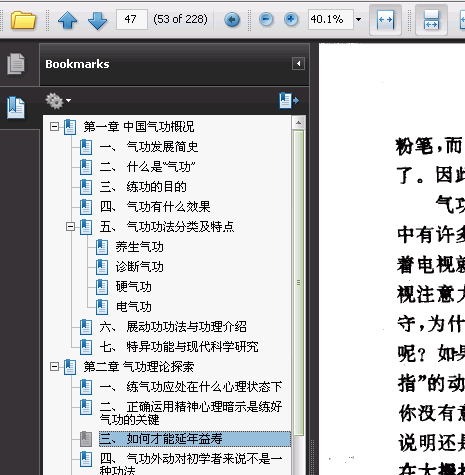 47 (53 of 228) 40.1%
Bookmarks
第一章 中国气功概况
一、 气功发展简史
二、 什么是“气功”
三、 练功的目的
四、 气功有什么效果
五、 气功功法分类及特点
养生气功
诊断气功
硬气功
电气功
六、 展动功功法与功理介绍
七、 特异功能与现代科学研究
第二章 气功理论探索
一、 练气功应处在什么心理状态下
二、 正确运用精神心理暗示是练好
气功的关键
三、 如何才能延年益寿
四、 气功外动对初学者来说不是一
种功法
粉笔,而
了。因此
气功
中有许多
着电视就
视注意力
守,为什
呢？如果
指”的动
你没有意
说明还是
在大概